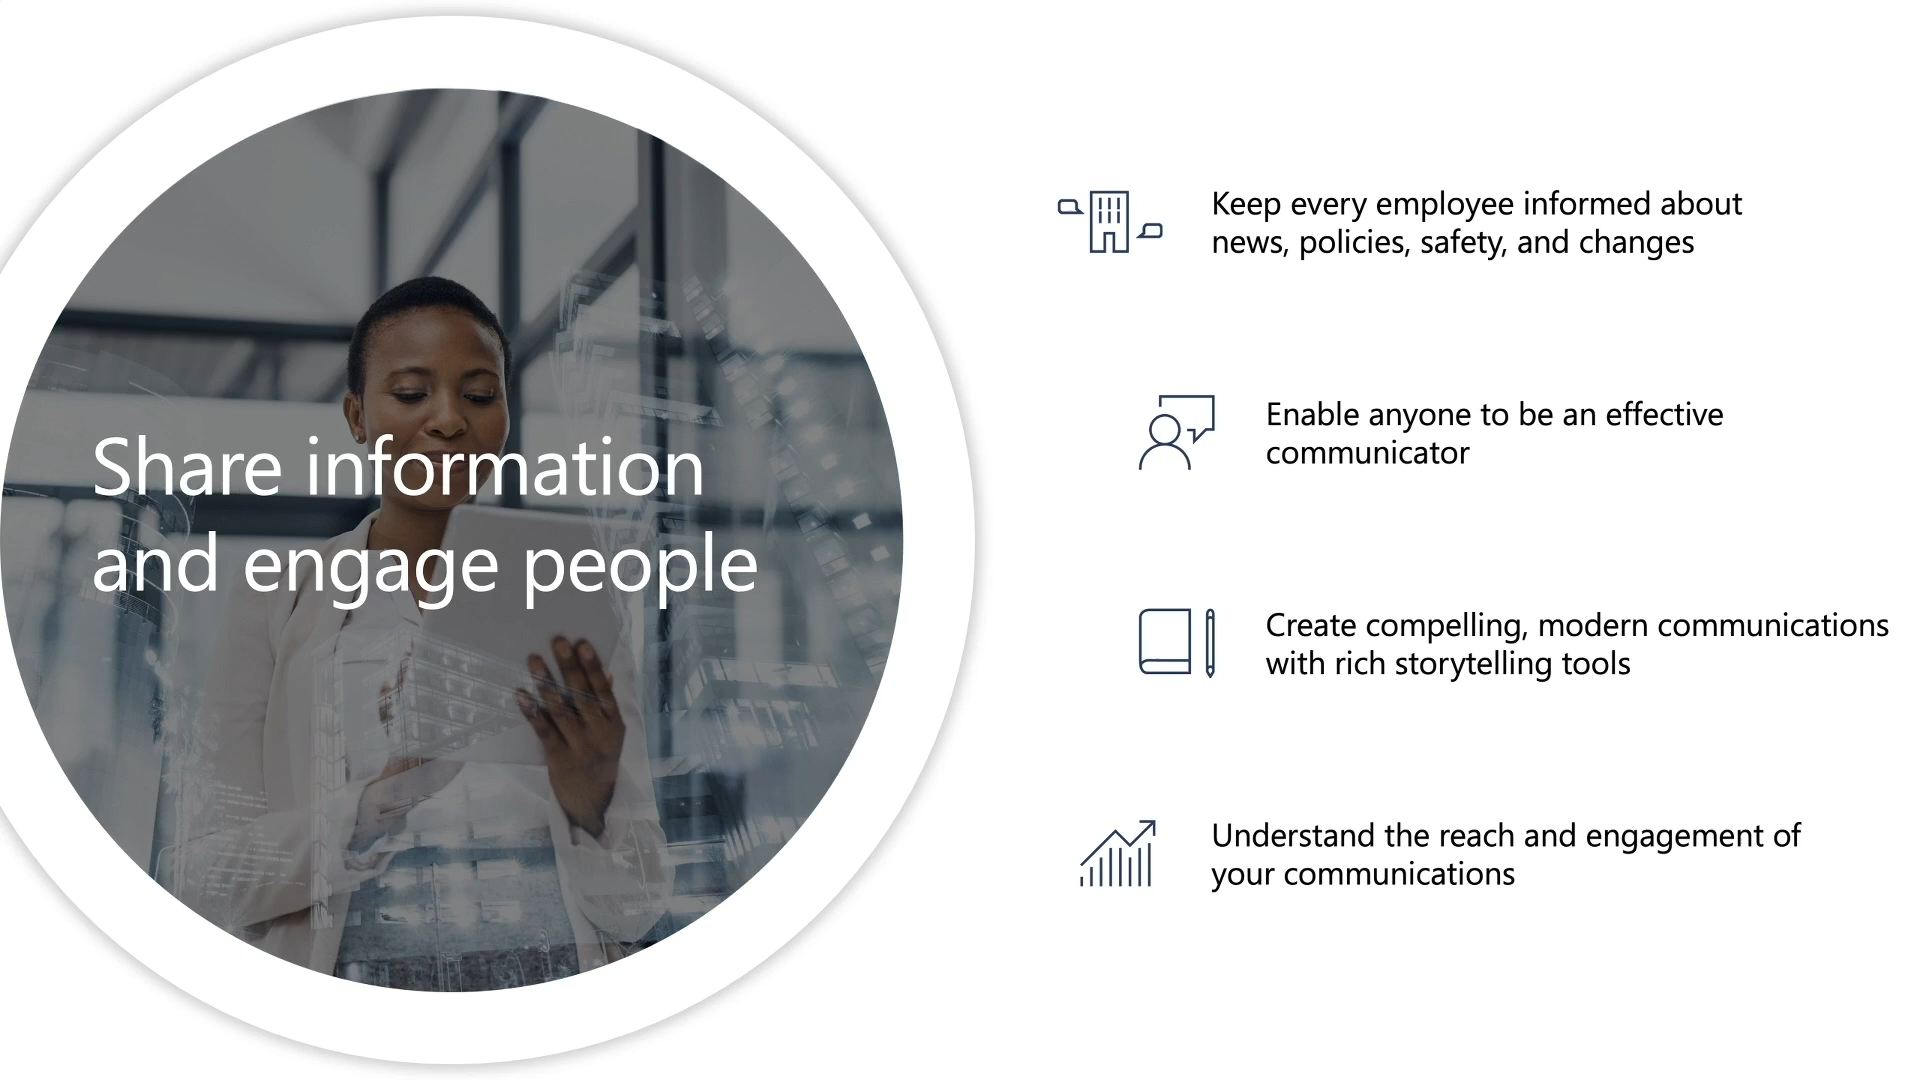 Share information
and engage people
Keep every employee informed about
news, policies, safety, and changes
Enable anyone to be an effective
communicator
Create compelling, modern communications
with rich storytelling tools
Understand the reach and engagement of
your communications